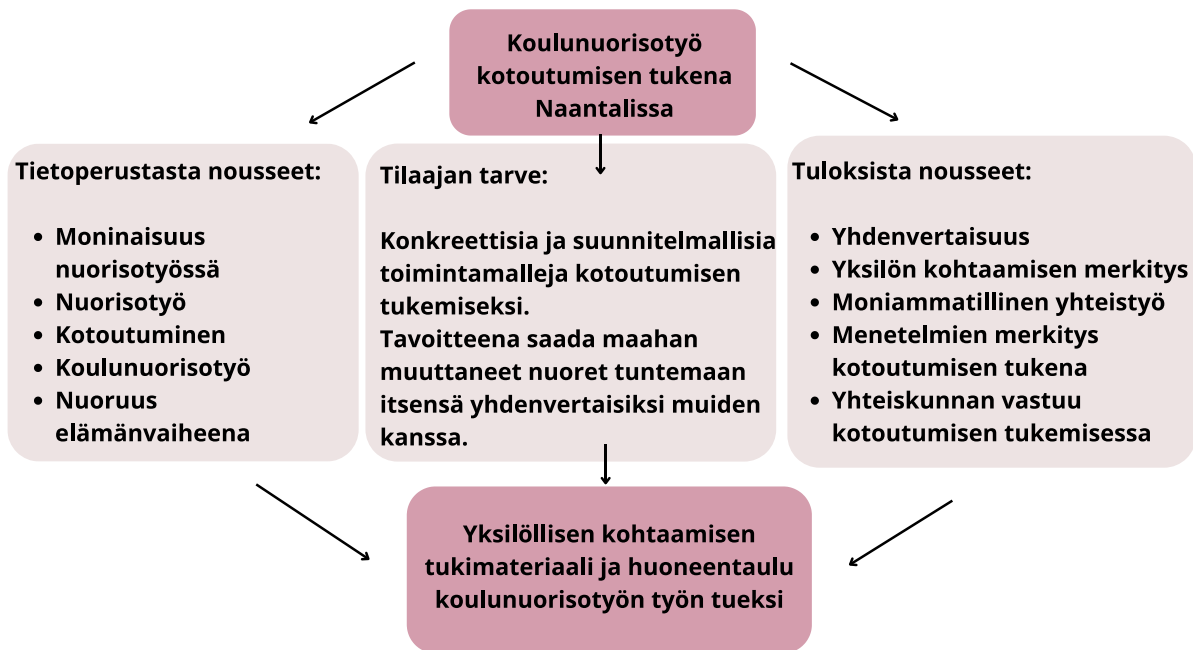 Koulunuorisotyö
kotoutumisen tukena
Naantalissa
Tietoperustasta nousseet:
• Moninaisuus
nuorisotyössä
• Nuorisotyö
• Kotoutuminen
• Koulunuorisotyö
• Nuoruus
elämänvaiheena
Tilaajan tarve:
Konkreettisia ja suunnitelmallisia
toimintamalleja kotoutumisen
tukemiseksi.
Tavoitteena saada maahan
muuttaneet nuoret tuntemaan
itsensä yhdenvertaisiksi muiden
kanssa.
Tuloksista nousseet:
• Yhdenvertaisuus
• Yksilön kohtaamisen merkitys
• Moniammatillinen yhteistyö
• Menetelmien merkitys
kotoutumisen tukena
• Yhteiskunnan vastuu
kotoutumisen tukemisessa
Yksilöllisen kohtaamisen
tukimateriaali ja huoneentaulu
koulunuorisotyön työn tueksi